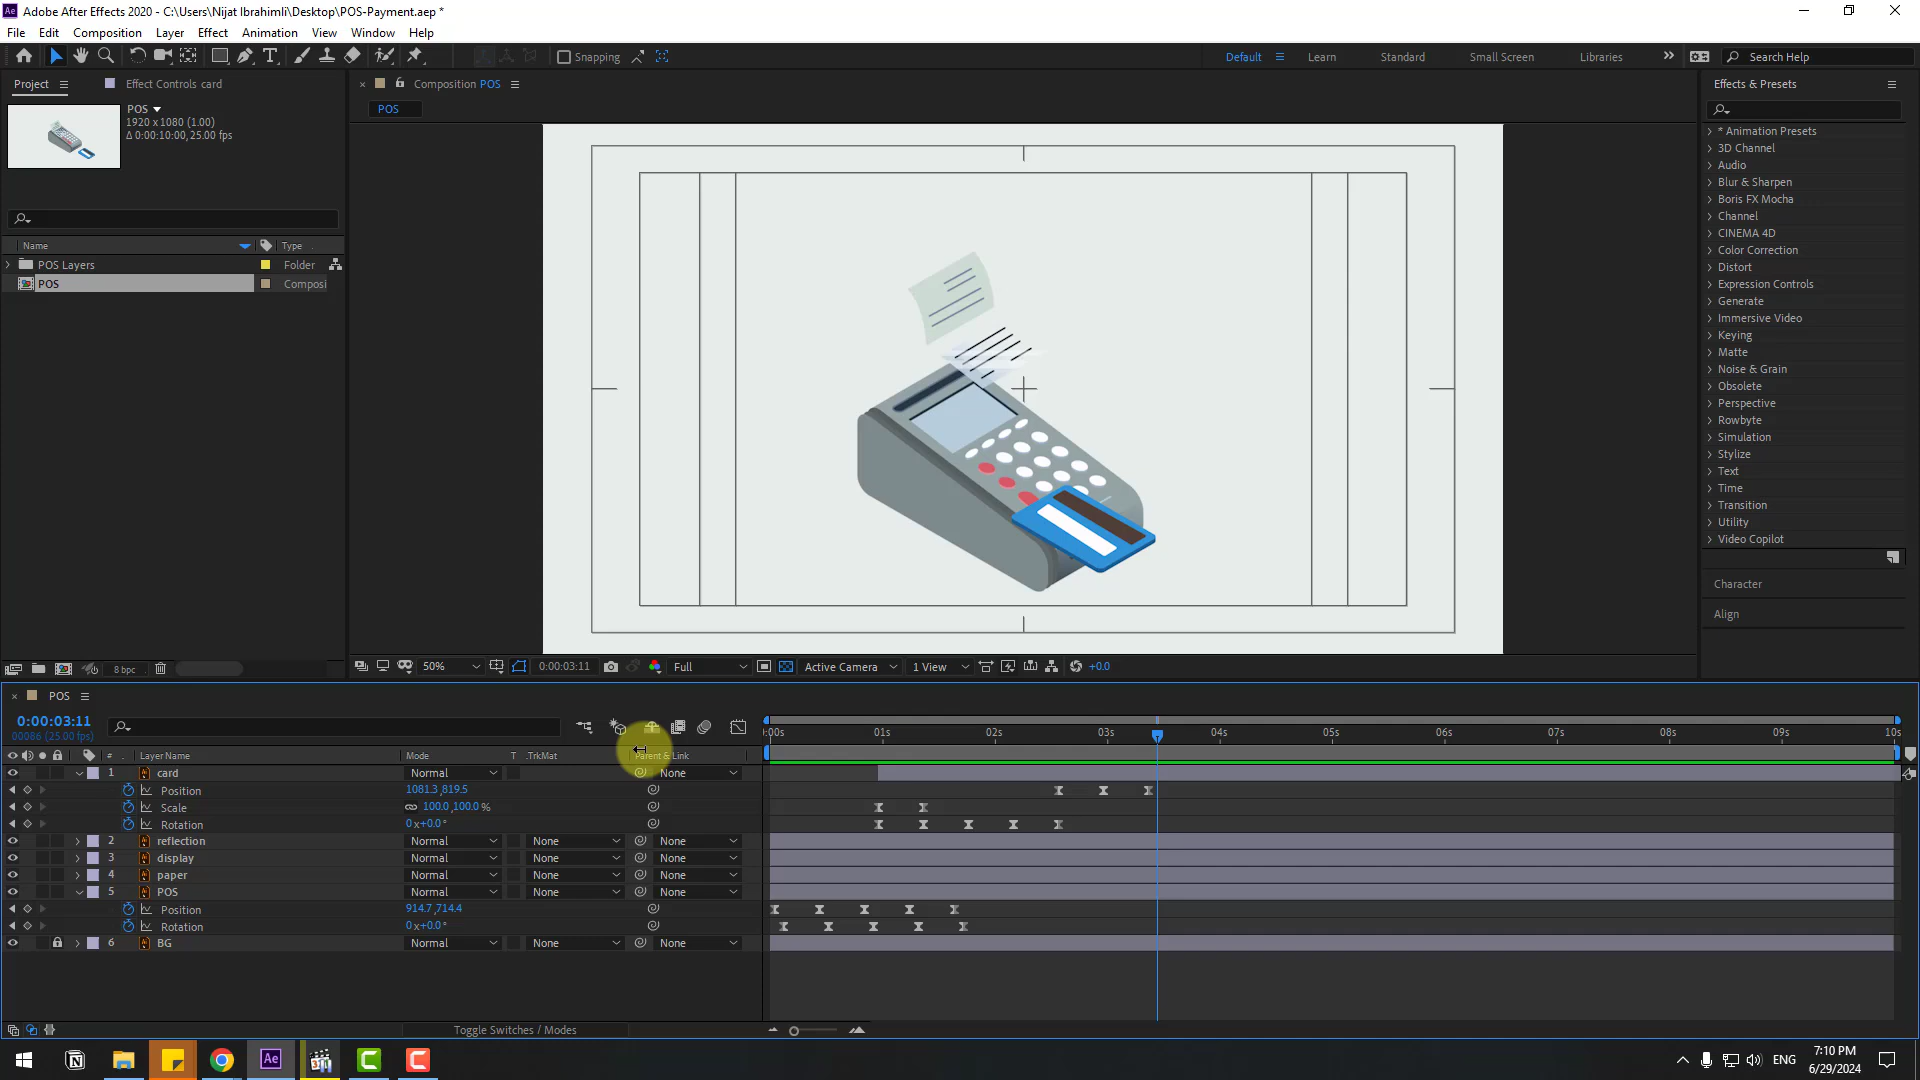 Adobe After Effects 2020 - C:\Users\Nijat Ibrahimli\Desktop\POS-Payment.aep *
File Edit Composition Layer Effect Animation View Window Help
Snapping Default Learn Standard Small Screen Libraries Search Help
Project Effect Controls card
Composition POS
Effects & Presets
POS
POS
1920 x 1080 (1.00)
Δ 0:00:10:00, 25.00 fps
Name Type
POS Layers Folder
POS Composi
* Animation Presets
3D Channel
Audio
Blur & Sharpen
Boris FX Mocha
Channel
CINEMA 4D
Color Correction
Distort
Expression Controls
Generate
Immersive Video
Keying
Matte
Noise & Grain
Obsolete
Perspective
Rowbyte
Simulation
Stylize
Text
Time
Transition
Utility
Video Copilot
Character
Align
8 bpc
50% 0:00:03:11 Full Active Camera 1 View +0.0
POS
0:00:03:11
00086 (25.00 fps)
:00s 01s 02s 03s 04s 05s 06s 07s 08s 09s 10s
# Layer Name Mode T .TrkMat Parent & Link
1 card Normal None
Position 1081.3,819.5
Scale 100.0,100.0 %
Rotation 0x+0.0°
2 reflection Normal None None
3 display Normal None None
4 paper Normal None None
5 POS Normal None None
Position 914.7,714.4
Rotation 0x+0.0°
6 BG Normal None None
Toggle Switches / Modes
Ae
ENG
7:10 PM
6/29/2024